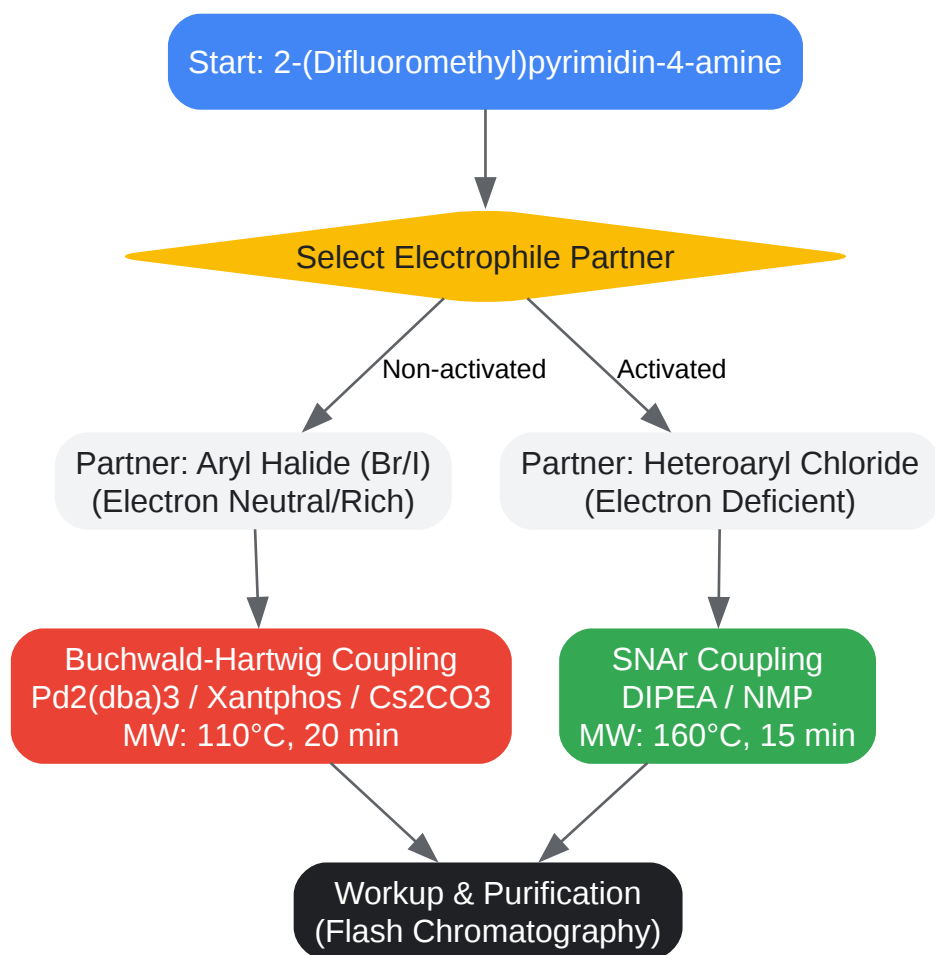 Start: 2-(Difluoromethyl)pyrimidin-4-amine
Select Electrophile Partner
Non-activated
Activated
Partner: Aryl Halide (Br/I)
(Electron Neutral/Rich)
Partner: Heteroaryl Chloride
(Electron Deficient)
Buchwald-Hartwig Coupling
Pd2(dba)3 / Xantphos / Cs2CO3
MW: 110°C, 20 min
SNAr Coupling
DIPEA / NMP
MW: 160°C, 15 min
Workup & Purification
(Flash Chromatography)